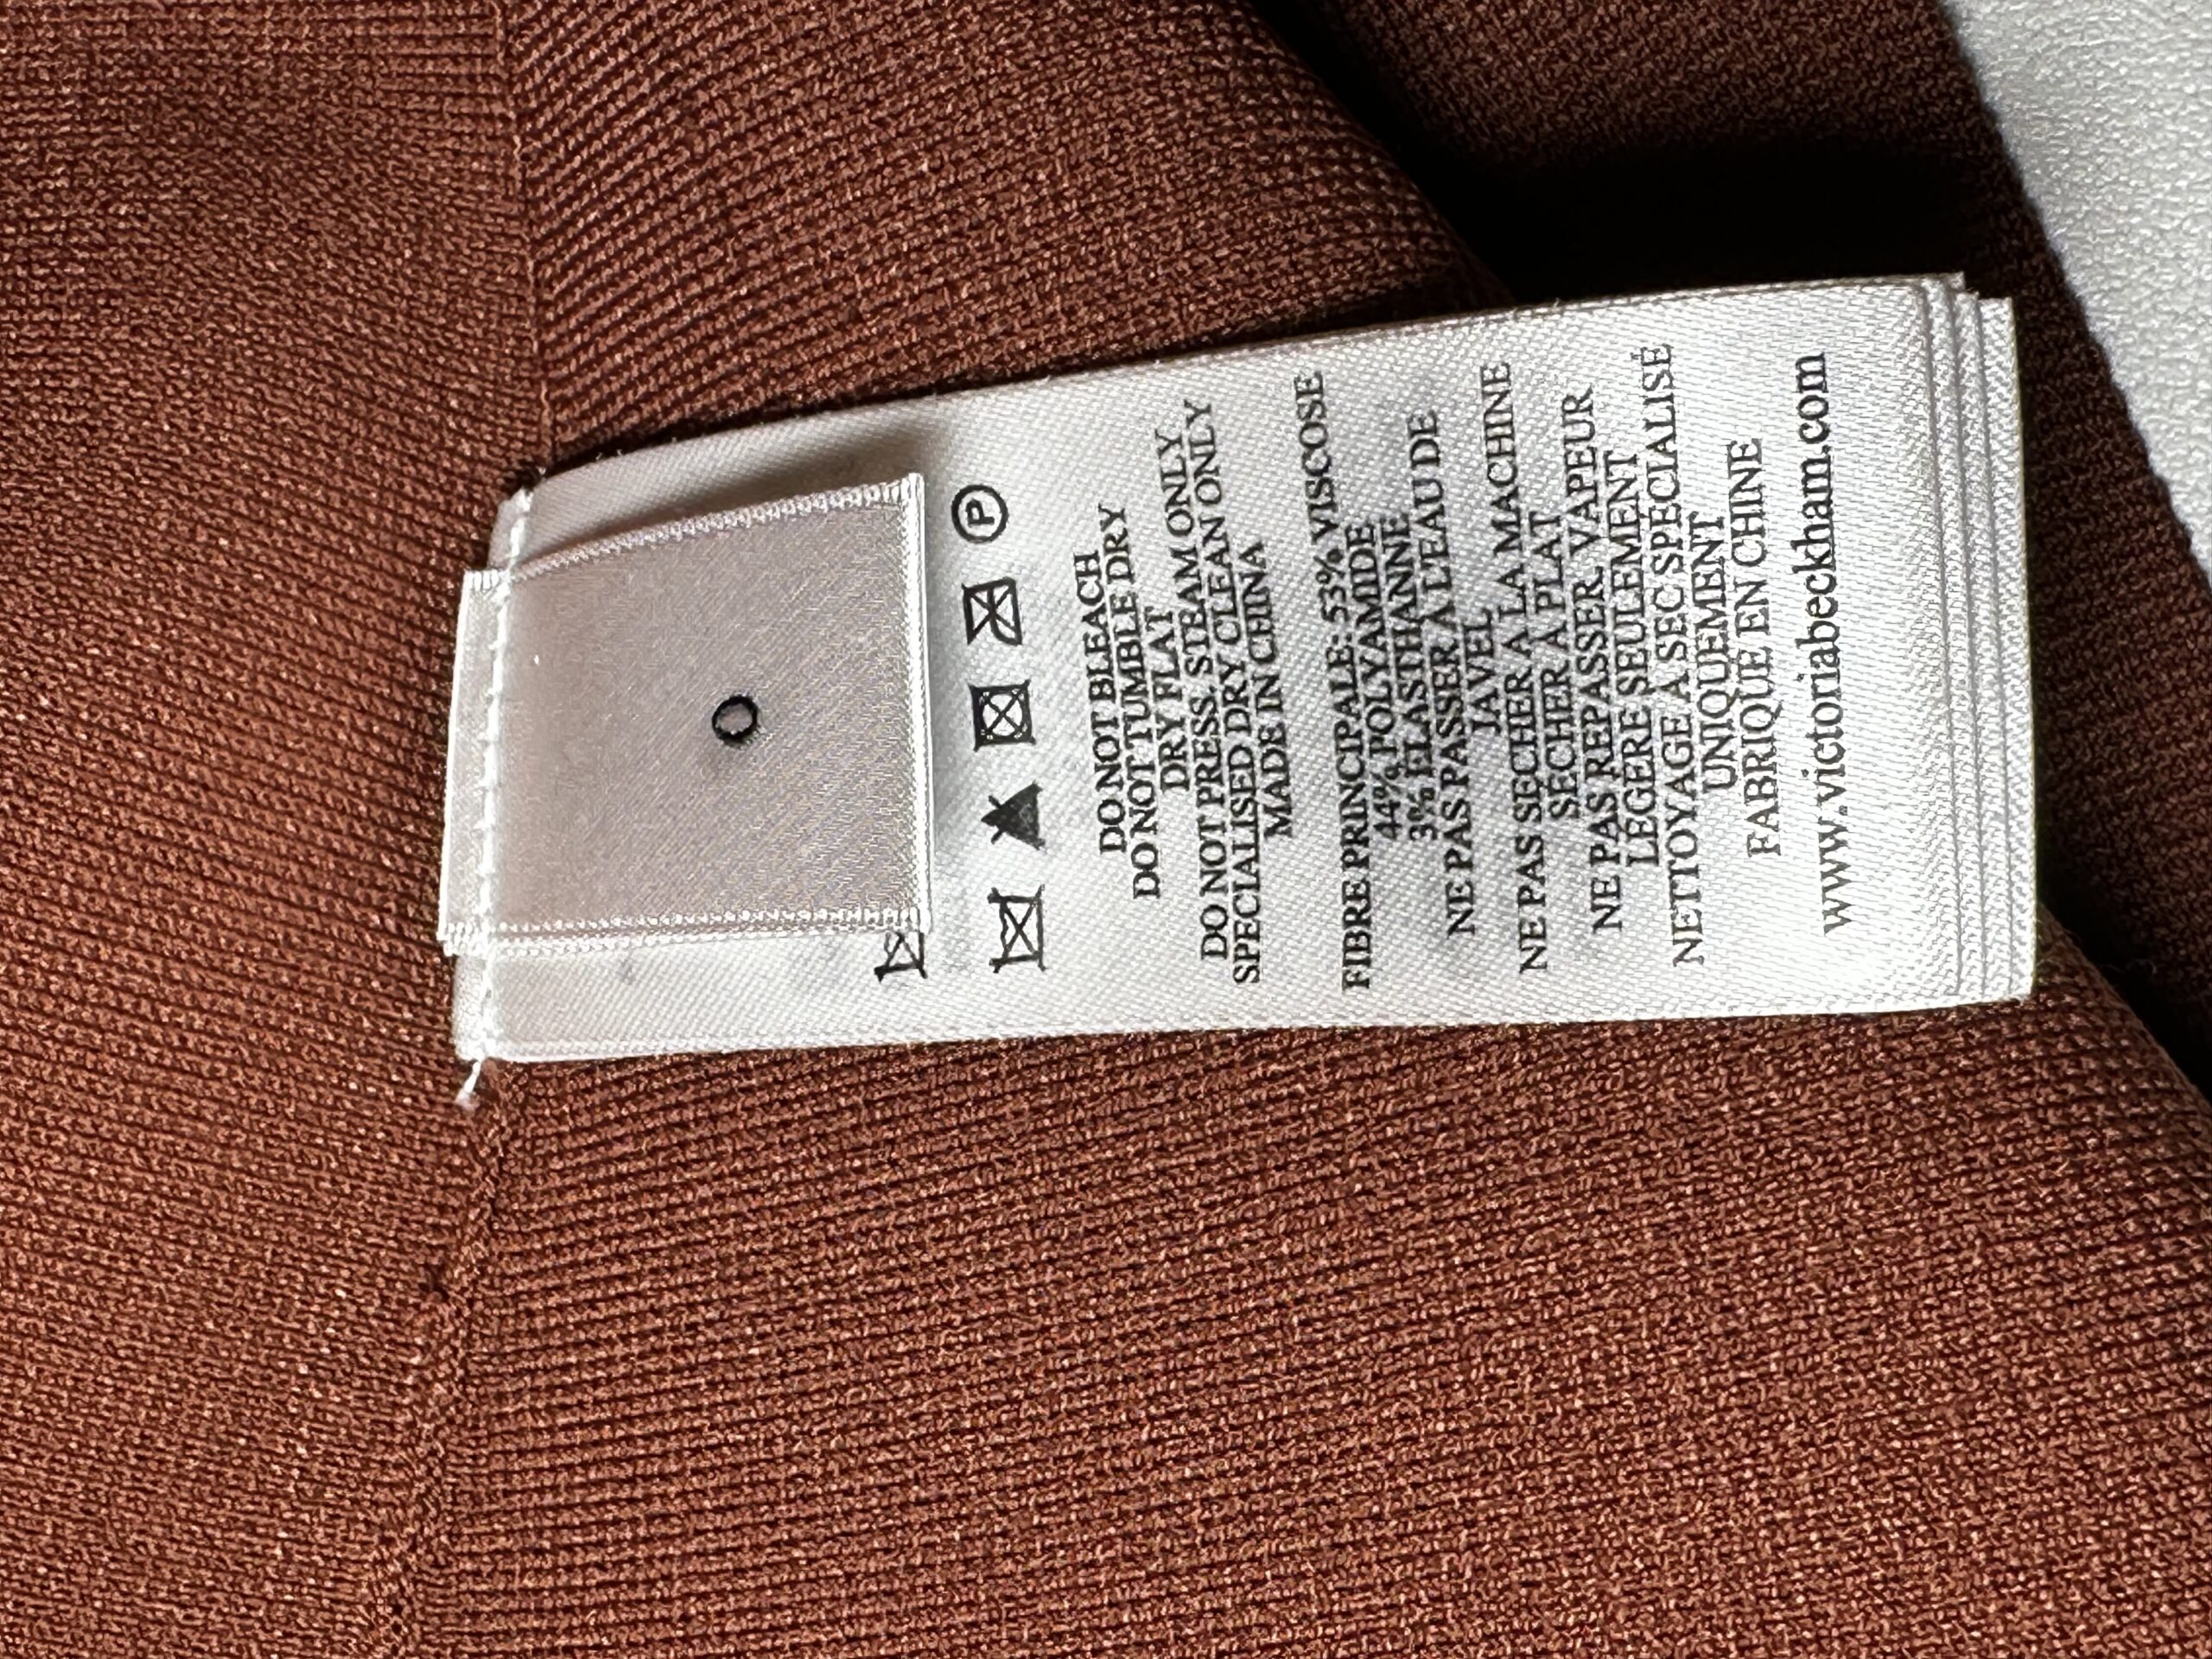 0
P
DO NOT BLEACH
DO NOT TUMBLE DRY
DRY FLAT
DO NOT PRESS, STEAM ONLY
SPECIALISED DRY CLEAN ONLY
MADE IN CHINA
FIBRE PRINCIPALE: 53% VISCOSE
44% POLYAMIDE
3% ELASTHANNE
NE PAS PASSER A L'EAU DE
JAVEL
NE PAS SECHER A LA MACHINE
SECHER À PLAT
NE PAS REPASSER, VAPEUR
LEGERE SEULEMENT
NETTOYAGE A SEC SPECIALISÉ
UNIQUEMENT
FABRIQUE EN CHINE
www.victoriabeckham.com